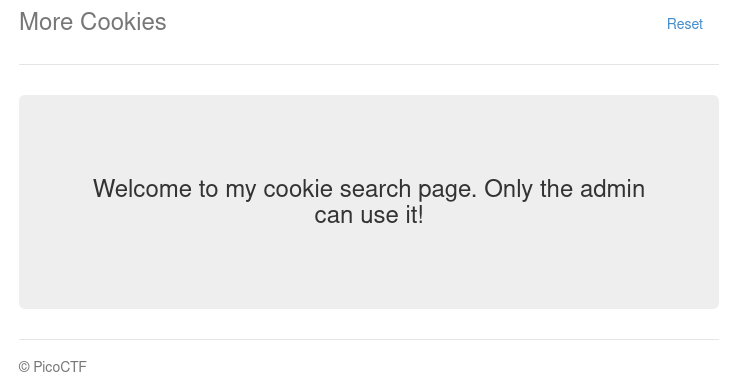 More Cookies
Reset
Welcome to my cookie search page. Only the admin
can use it!
© PicoCTF